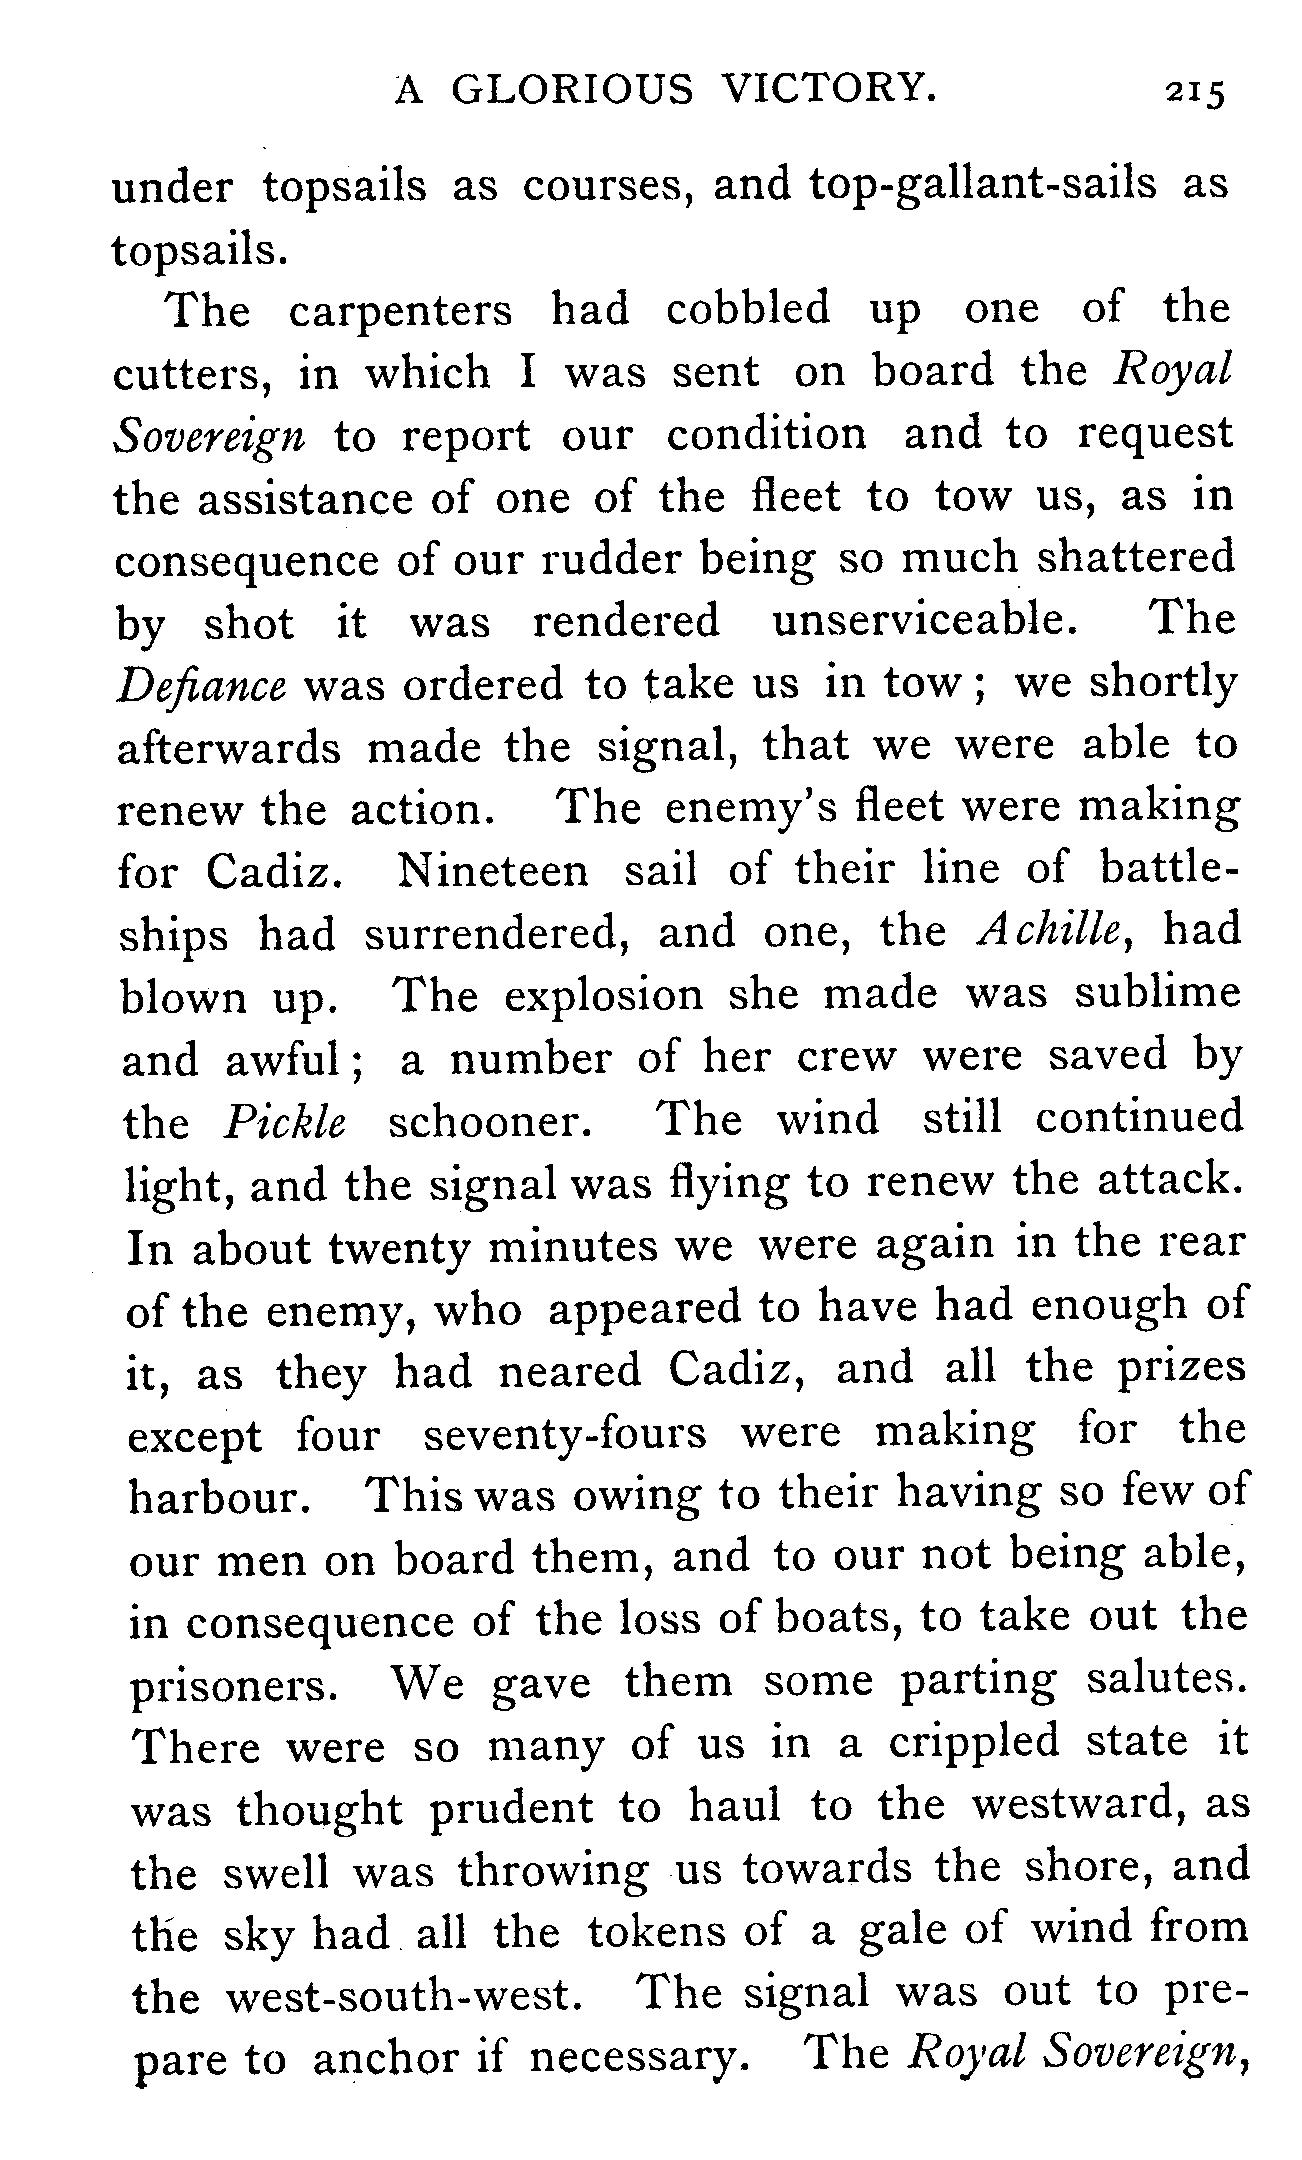 A GLORIOUS VICTORY. 215
under topsails as courses, and top-gallant-sails as
topsails.
The carpenters had cobbled up one of the
cutters, in which I was sent on board the Royal
Sovereign to report our condition and to request
the assistance of one of the fleet to tow us, as in
consequence of our rudder being so much shattered
by shot it was rendered unserviceable. The
Defiance was ordered to take us in tow ; we shortly
afterwards made the signal, that we were able to
renew the action. The enemy's fleet were making
for Cadiz. Nineteen sail of their line of battle-
ships had surrendered, and one, the Achille, had
blown up. The explosion she made was sublime
and awful ; a number of her crew were saved by
the Pickle schooner. The wind still continued
light, and the signal was flying to renew the attack.
In about twenty minutes we were again in the rear
of the enemy, who appeared to have had enough of
it, as they had neared Cadiz, and all the prizes
except four seventy-fours were making for the
harbour. This was owing to their having so few of
our men on board them, and to our not being able,
in consequence of the loss of boats, to take out the
prisoners. We gave them some parting salutes.
There were so many of us in a crippled state it
was thought prudent to haul to the westward, as
the swell was throwing us towards the shore, and
the sky had all the tokens of a gale of wind from
the west-south-west. The signal was out to pre-
pare to anchor if necessary. The Royal Sovereign,